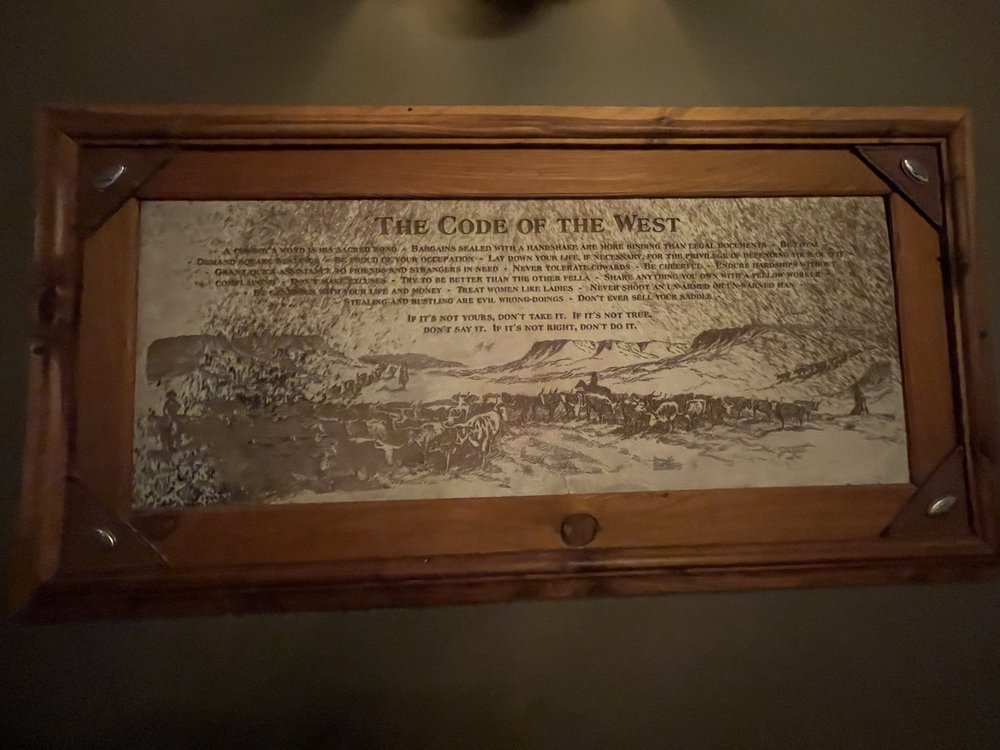 THE CODE OF THE WEST
A COWBOY'S WORD IS HIS SACRED BOND - BARGAINS SEALED WITH A HANDSHAKE ARE MORE BINDING THAN LEGAL DOCUMENTS - BE LOYAL
DEMAND SQUARE DEALINGS - BE PROUD OF YOUR OCCUPATION - LAY DOWN YOUR LIFE, IF NECESSARY, FOR THE PRIVILEGE OF DEFENDING YOUR OUTFIT
GRANT QUICK ASSISTANCE TO FRIENDS AND STRANGERS IN NEED - NEVER TOLERATE COWARDS - BE CHEERFUL - ENDURE HARDSHIPS WITHOUT
COMPLAINING - DON'T MAKE EXCUSES - TRY TO BE BETTER THAN THE OTHER FELLA - SHARE ANYTHING YOU OWN WITH A FELLOW WORKER
WITH YOUR LIFE AND MONEY - TREAT WOMEN LIKE LADIES - NEVER SHOOT AN UN-ARMED OR UN-WARNED MAN
STEALING AND RUSTLING ARE EVIL WRONG-DOINGS - DON'T EVER SELL YOUR SADDLE
IF IT'S NOT YOURS, DON'T TAKE IT. IF IT'S NOT TRUE,
DON'T SAY IT. IF IT'S NOT RIGHT, DON'T DO IT.